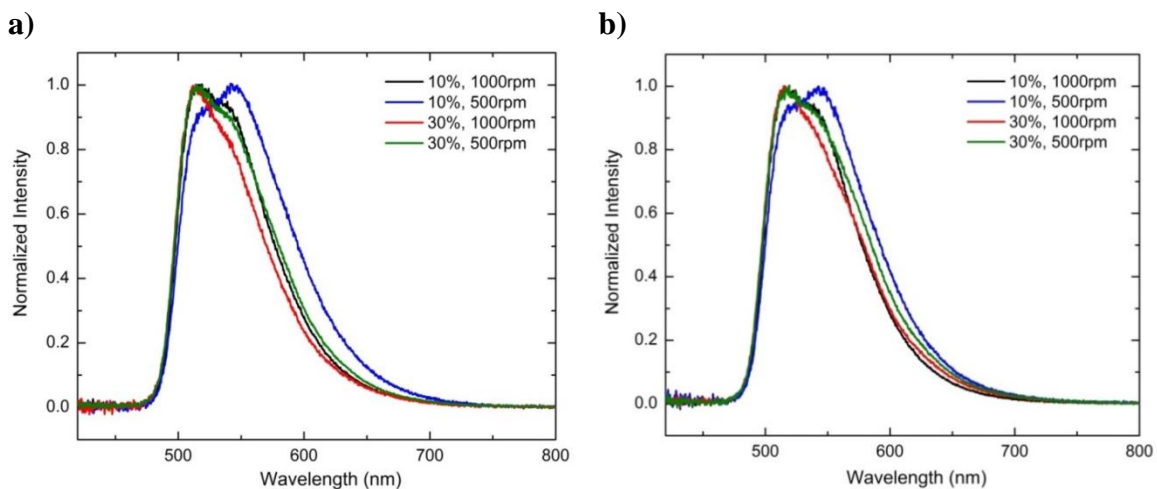 a)
b)
1.0
0.8
0.6
0.4
0.2
0.0
Normalized Intensity
500
600
700
800
Wavelength (nm)
10%, 1000rpm
10%, 500rpm
30%, 1000rpm
30%, 500rpm
1.0
0.8
0.6
0.4
0.2
0.0
Normalized Intensity
500
600
700
800
Wavelength (nm)
10%, 1000rpm
10%, 500rpm
30%, 1000rpm
30%, 500rpm